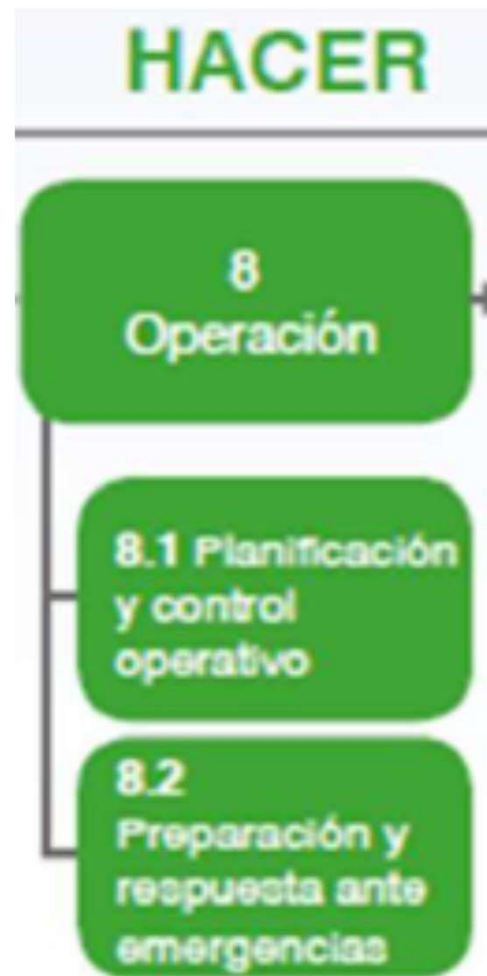 HACER
8
Operación
8.1 Planificación
y control
operativo
8.2
Preparación y
respuesta ante
emergencias